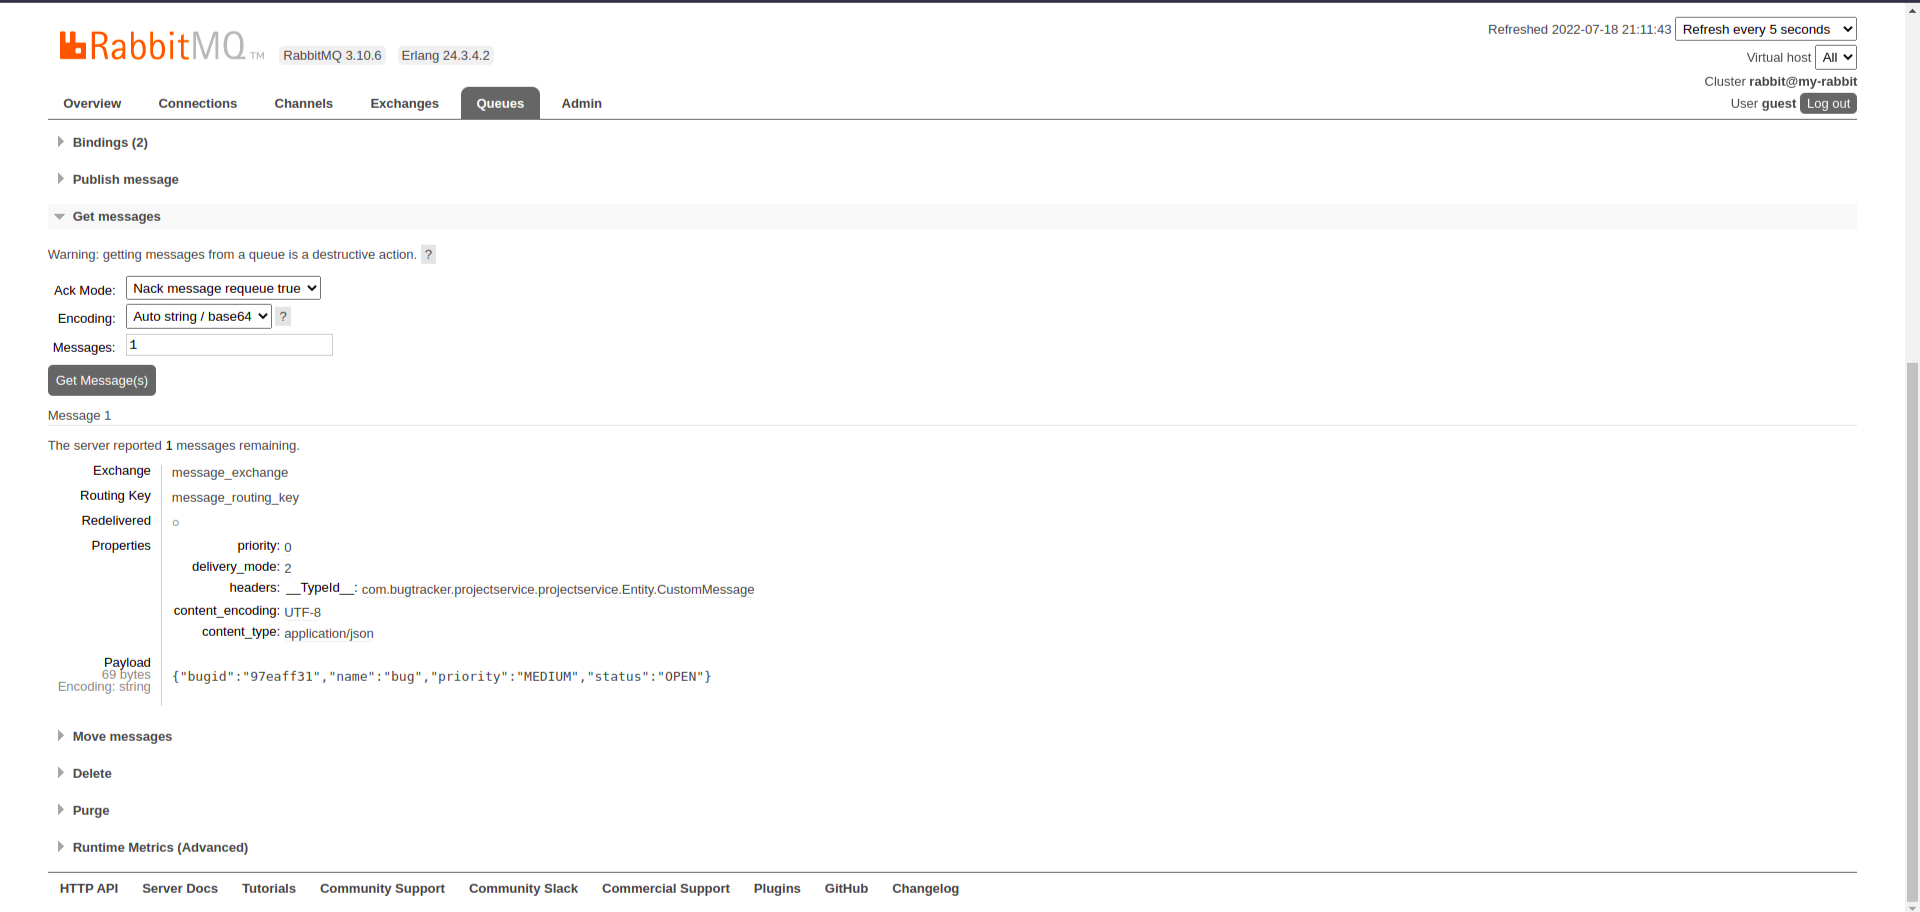 Refreshed 2022-07-18 21:11:43 Refresh every 5 seconds
RabbitMQ TM RabbitMQ 3.10.6 Erlang 24.3.4.2
Virtual host All
Cluster rabbit@my-rabbit
User guest Log out
Overview Connections Channels Exchanges Queues Admin
Bindings (2)
Publish message
Get messages
Warning: getting messages from a queue is a destructive action. ?
Ack Mode: Nack message requeue true
Encoding: Auto string / base64 ?
Messages: 1
Get Message(s)
Message 1
The server reported 1 messages remaining.
Exchange message_exchange
Routing Key message_routing_key
Redelivered ○
Properties priority: 0
delivery_mode: 2
headers: __TypeId__: com.bugtracker.projectservice.projectservice.Entity.CustomMessage
content_encoding: UTF-8
content_type: application/json
Payload
69 bytes
Encoding: string
{"bugid":"97eaff31","name":"bug","priority":"MEDIUM","status":"OPEN"}
Move messages
Delete
Purge
Runtime Metrics (Advanced)
HTTP API Server Docs Tutorials Community Support Community Slack Commercial Support Plugins GitHub Changelog